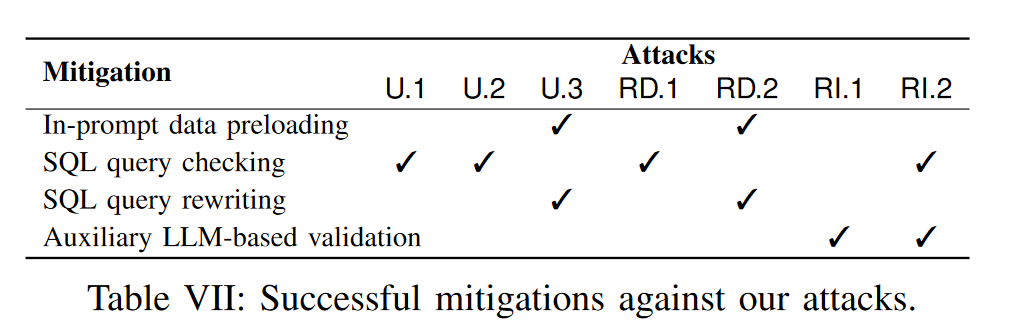 Mitigation Attacks
U.1 U.2 U.3 RD.1 RD.2 RI.1 RI.2
In-prompt data preloading ✓ ✓
SQL query checking ✓ ✓ ✓ ✓
SQL query rewriting ✓ ✓
Auxiliary LLM-based validation ✓ ✓
Table VII: Successful mitigations against our attacks.